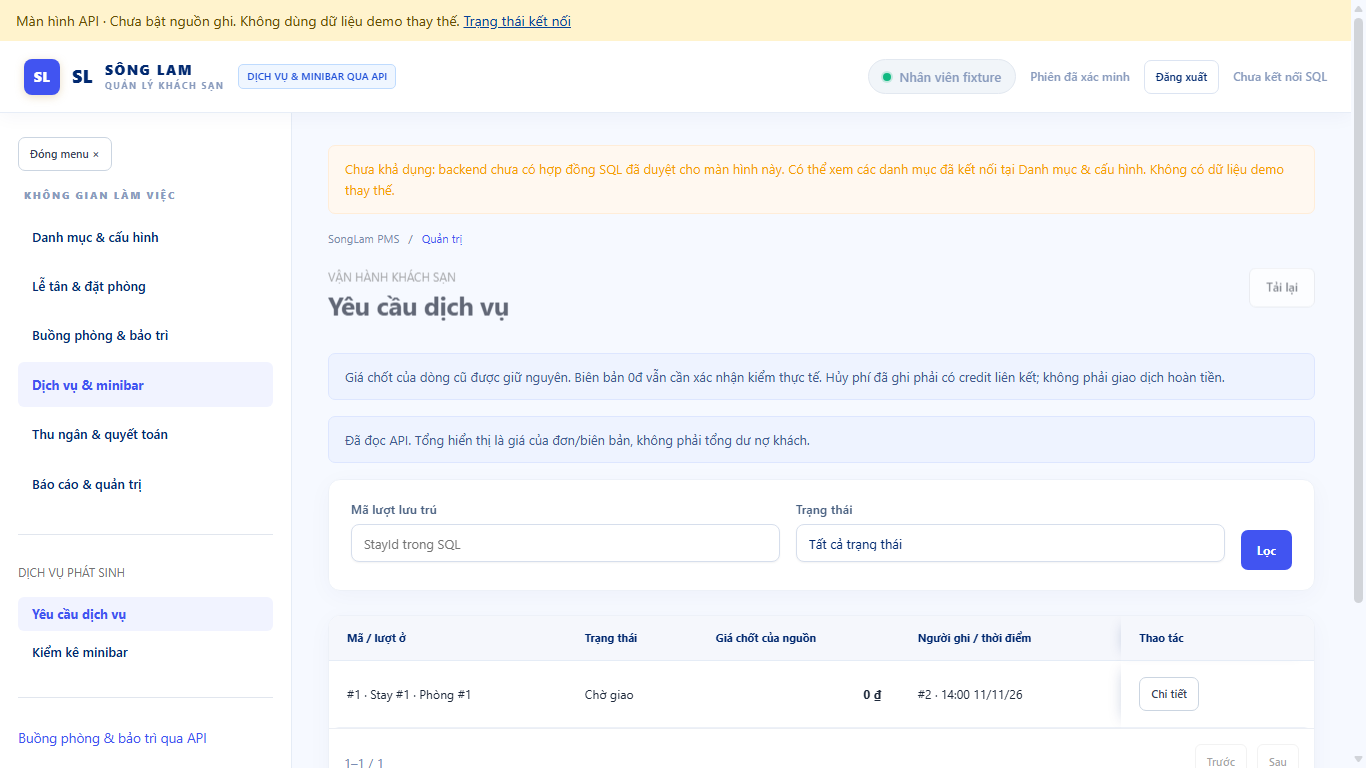 Màn hình API · Chưa bật nguồn ghi. Không dùng dữ liệu demo thay thế. Trạng thái kết nối
SL SL SÔNG LAM
QUẢN LÝ KHÁCH SẠN
DỊCH VỤ & MINIBAR QUA API
Nhân viên fixture
Phiên đã xác minh
Đăng xuất
Chưa kết nối SQL
Đóng menu ×
KHÔNG GIAN LÀM VIỆC
Danh mục & cấu hình
Lễ tân & đặt phòng
Buồng phòng & bảo trì
Dịch vụ & minibar
Thu ngân & quyết toán
Báo cáo & quản trị
DỊCH VỤ PHÁT SINH
Yêu cầu dịch vụ
Kiểm kê minibar
Buồng phòng & bảo trì qua API
Chưa khả dụng: backend chưa có hợp đồng SQL đã duyệt cho màn hình này. Có thể xem các danh mục đã kết nối tại Danh mục & cấu hình. Không có dữ liệu demo
thay thế.
SongLam PMS / Quản trị
VẬN HÀNH KHÁCH SẠN
Yêu cầu dịch vụ
Tải lại
Giá chốt của dòng cũ được giữ nguyên. Biên bản 0đ vẫn cần xác nhận kiểm thực tế. Hủy phí đã ghi phải có credit liên kết; không phải giao dịch hoàn tiền.
Đã đọc API. Tổng hiển thị là giá của đơn/biên bản, không phải tổng dư nợ khách.
Mã lượt lưu trú
StayId trong SQL
Trạng thái
Tất cả trạng thái
Lọc
Mã / lượt ở Trạng thái Giá chốt của nguồn Người ghi / thời điểm Thao tác
#1 · Stay #1 · Phòng #1 Chờ giao 0 ₫ #2 · 14:00 11/11/26 Chi tiết
1–1 / 1 Trước Sau